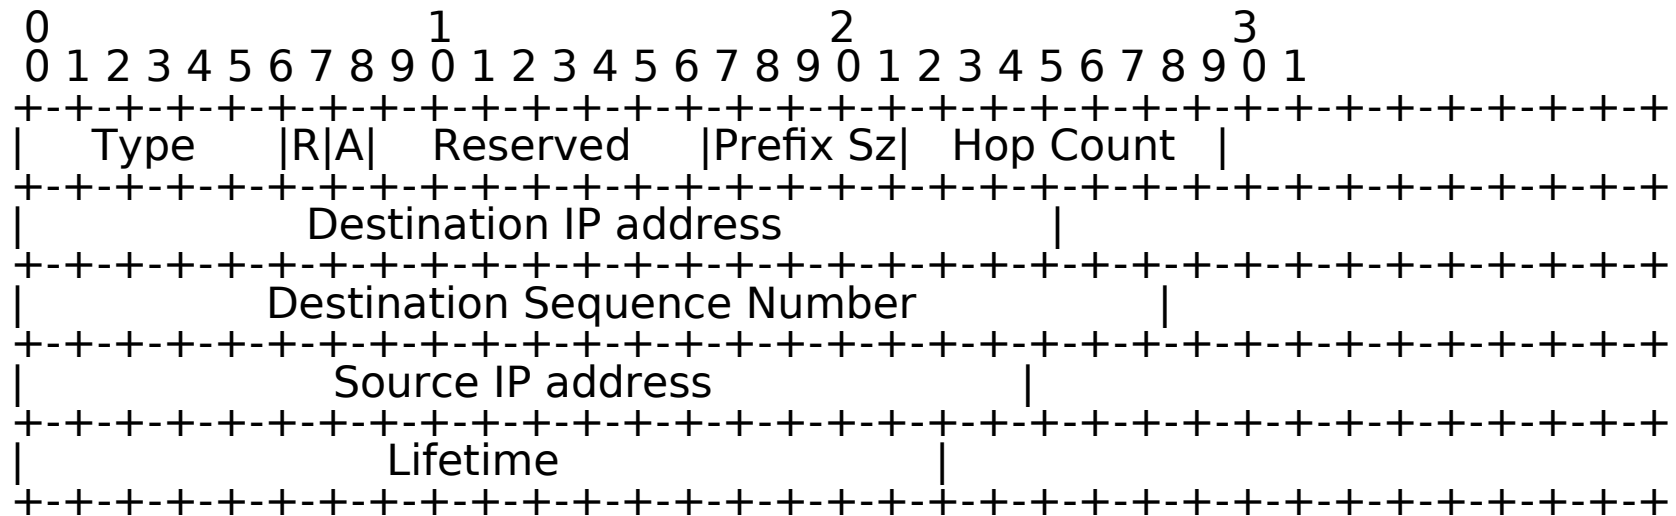 0                   1                   2                   3
0 1 2 3 4 5 6 7 8 9 0 1 2 3 4 5 6 7 8 9 0 1 2 3 4 5 6 7 8 9 0 1
+-+-+-+-+-+-+-+-+-+-+-+-+-+-+-+-+-+-+-+-+-+-+-+-+-+-+-+-+-+-+-+-+
|     Type      |R|A|    Reserved     |Prefix Sz|   Hop Count   |
+-+-+-+-+-+-+-+-+-+-+-+-+-+-+-+-+-+-+-+-+-+-+-+-+-+-+-+-+-+-+-+-+
|                     Destination IP address                    |
+-+-+-+-+-+-+-+-+-+-+-+-+-+-+-+-+-+-+-+-+-+-+-+-+-+-+-+-+-+-+-+-+
|                  Destination Sequence Number                  |
+-+-+-+-+-+-+-+-+-+-+-+-+-+-+-+-+-+-+-+-+-+-+-+-+-+-+-+-+-+-+-+-+
|                       Source IP address                       |
+-+-+-+-+-+-+-+-+-+-+-+-+-+-+-+-+-+-+-+-+-+-+-+-+-+-+-+-+-+-+-+-+
|                           Lifetime                            |
+-+-+-+-+-+-+-+-+-+-+-+-+-+-+-+-+-+-+-+-+-+-+-+-+-+-+-+-+-+-+-+-+